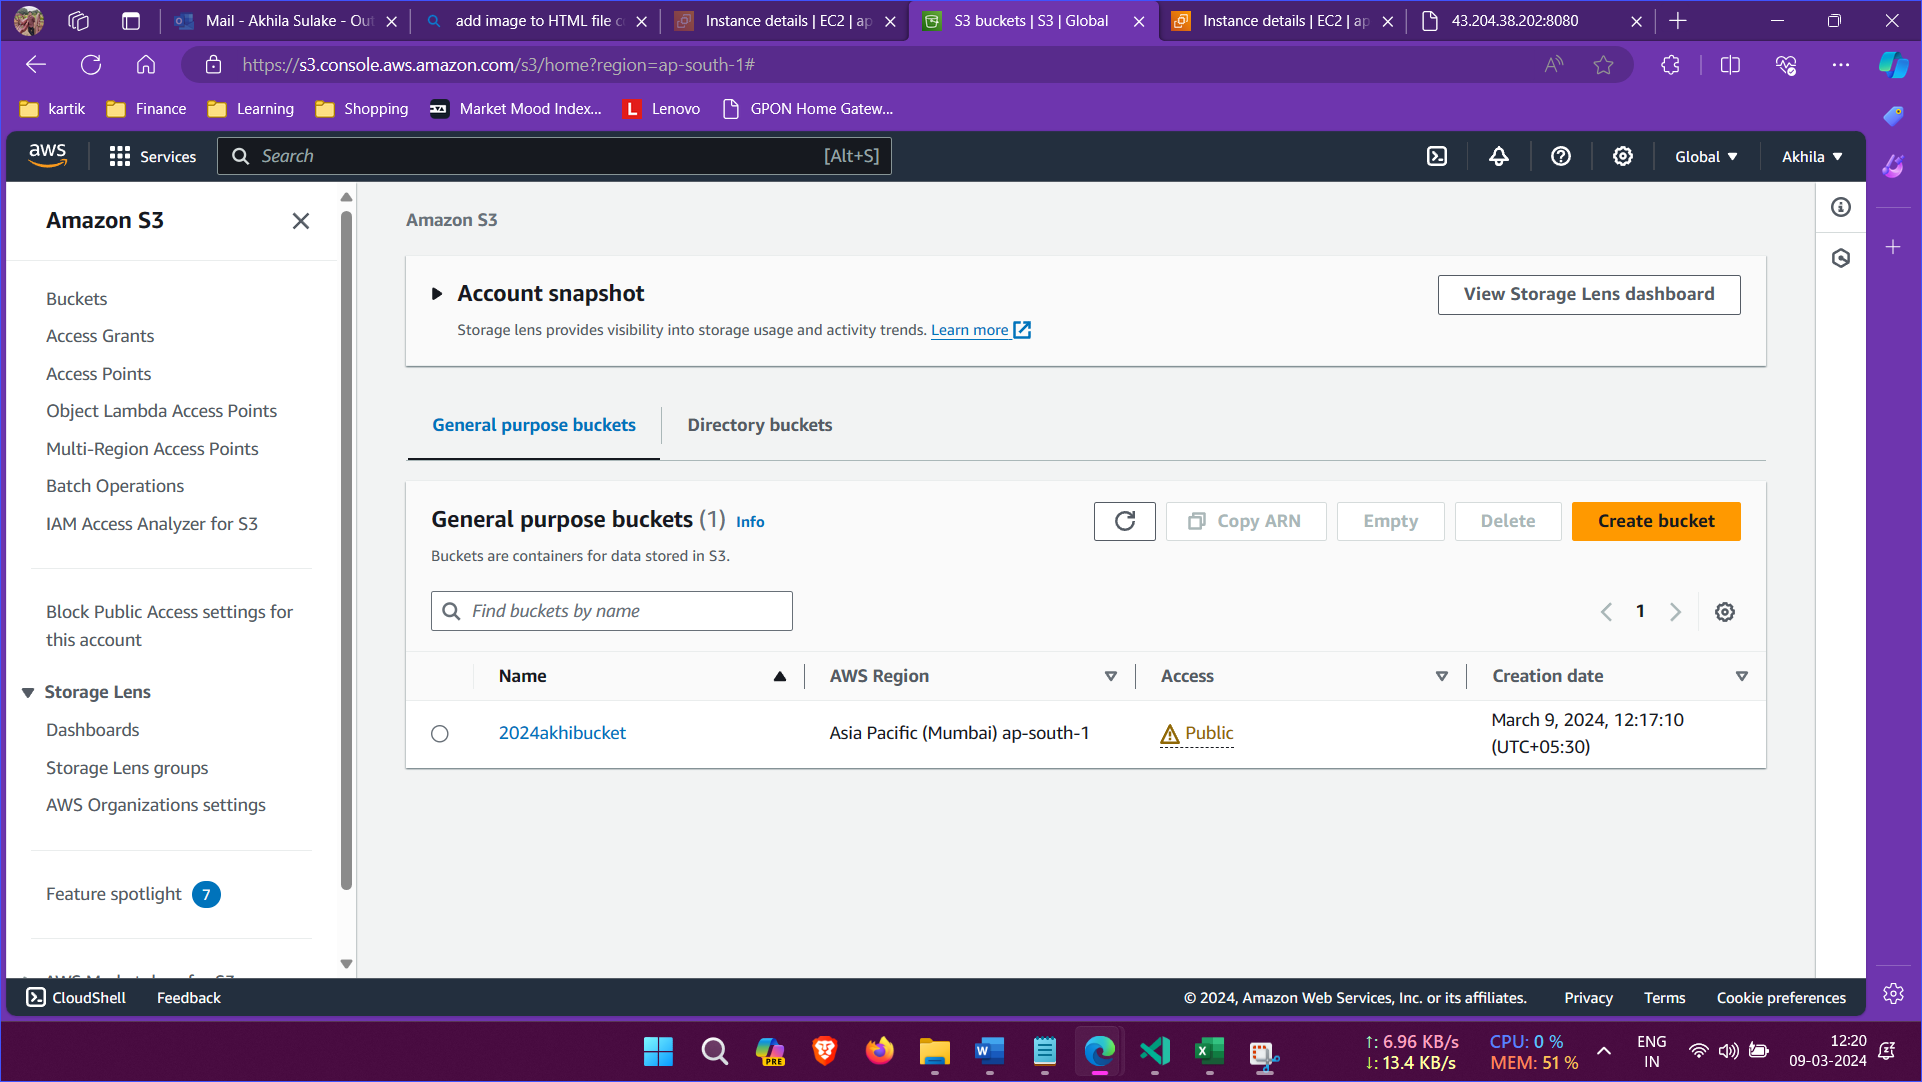 Mail - Akhila Sulake - Out
add image to HTML file c
Instance details | EC2 | ap
S3 buckets | S3 | Global
Instance details | EC2 | ap
43.204.38.202:8080
https://s3.console.aws.amazon.com/s3/home?region=ap-south-1#
kartik
Finance
Learning
Shopping
Market Mood Index...
L
Lenovo
GPON Home Gatew...
aws
Services
Search
[Alt+S]
Global
Akhila
Amazon S3
Buckets
Access Grants
Access Points
Object Lambda Access Points
Multi-Region Access Points
Batch Operations
IAM Access Analyzer for S3
Block Public Access settings for
this account
Storage Lens
Dashboards
Storage Lens groups
AWS Organizations settings
Feature spotlight 7
Amazon S3
Account snapshot
View Storage Lens dashboard
Storage lens provides visibility into storage usage and activity trends. Learn more
General purpose buckets
Directory buckets
General purpose buckets (1) Info
Copy ARN
Empty
Delete
Create bucket
Buckets are containers for data stored in S3.
Find buckets by name
1
Name
AWS Region
Access
Creation date
2024akhibucket
Asia Pacific (Mumbai) ap-south-1
Public
March 9, 2024, 12:17:10
(UTC+05:30)
CloudShell
Feedback
© 2024, Amazon Web Services, Inc. or its affiliates.
Privacy
Terms
Cookie preferences
PRE
↑: 6.96 KB/s
↓: 13.4 KB/s
CPU: 0 %
MEM: 51 %
ENG
IN
12:20
09-03-2024